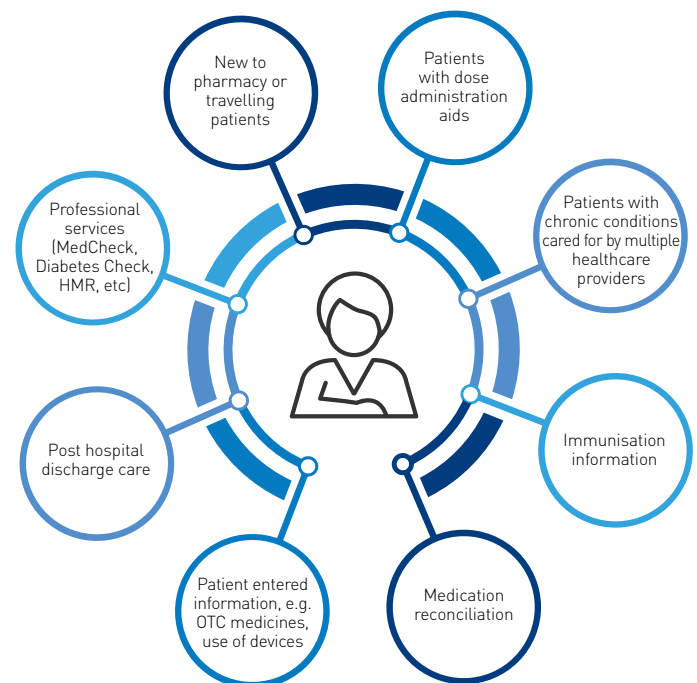 New to
pharmacy or
travelling
patients
Patients
with dose
administration
aids
Professional
services
(MedCheck,
Diabetes Check,
HMR, etc)
Patients with
chronic conditions
cared for by multiple
healthcare
providers
Post hospital
discharge care
Immunisation
information
Patient entered
information, e.g.
OTC medicines,
use of devices
Medication
reconciliation